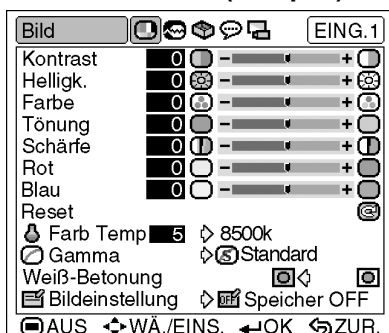 Bild EING.1
Kontrast 0 - +
Helligk. 0 - +
Farbe 0 - +
Tönung 0 - +
Schärfe 0 - +
Rot 0 - +
Blau 0 - +
Reset
Farb Temp 5 8500k
Gamma S Standard
Weiß-Betonung
Bildeinstellung OFF Speicher OFF
AUS WÄ./EINS. OK ZUR.